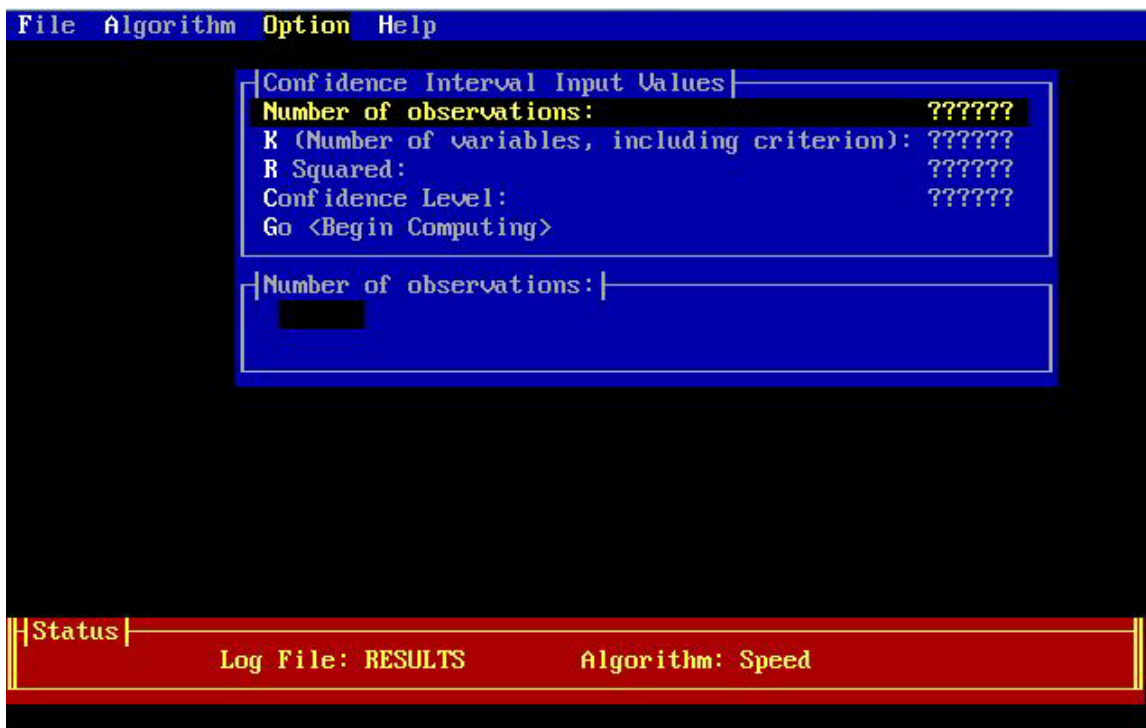 File Algorithm Option Help
Confidence Interval Input Values
Number of observations: ??????
K (Number of variables, including criterion): ??????
R Squared: ??????
Confidence Level: ??????
Go <Begin Computing>
Number of observations:
Status
Log File: RESULTS Algorithm: Speed